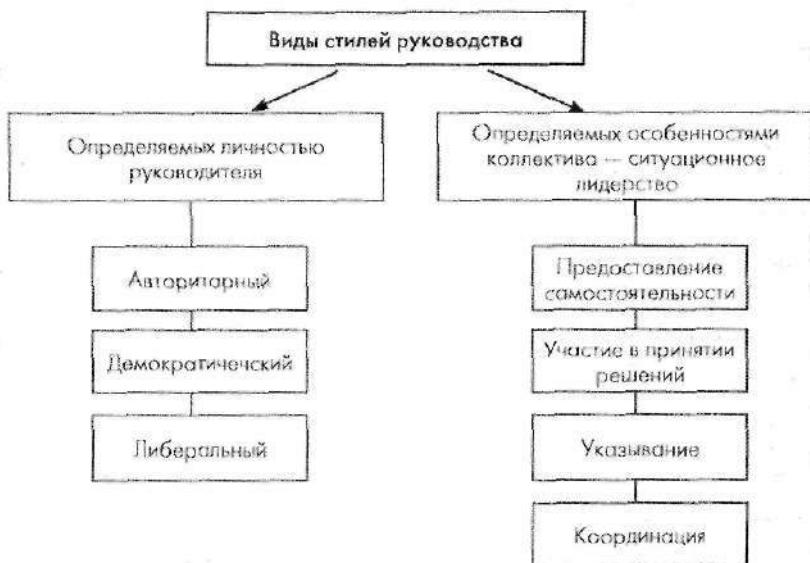 Виды стилей руководства
Определяемых личностью
руководителя
Авторитарный
Демократичечский
Либеральный
Определяемых особенностями
коллектива — ситуационное
лидерство
Предоставление
самостоятельности
Участие в принятии
решений
Указывание
Координация